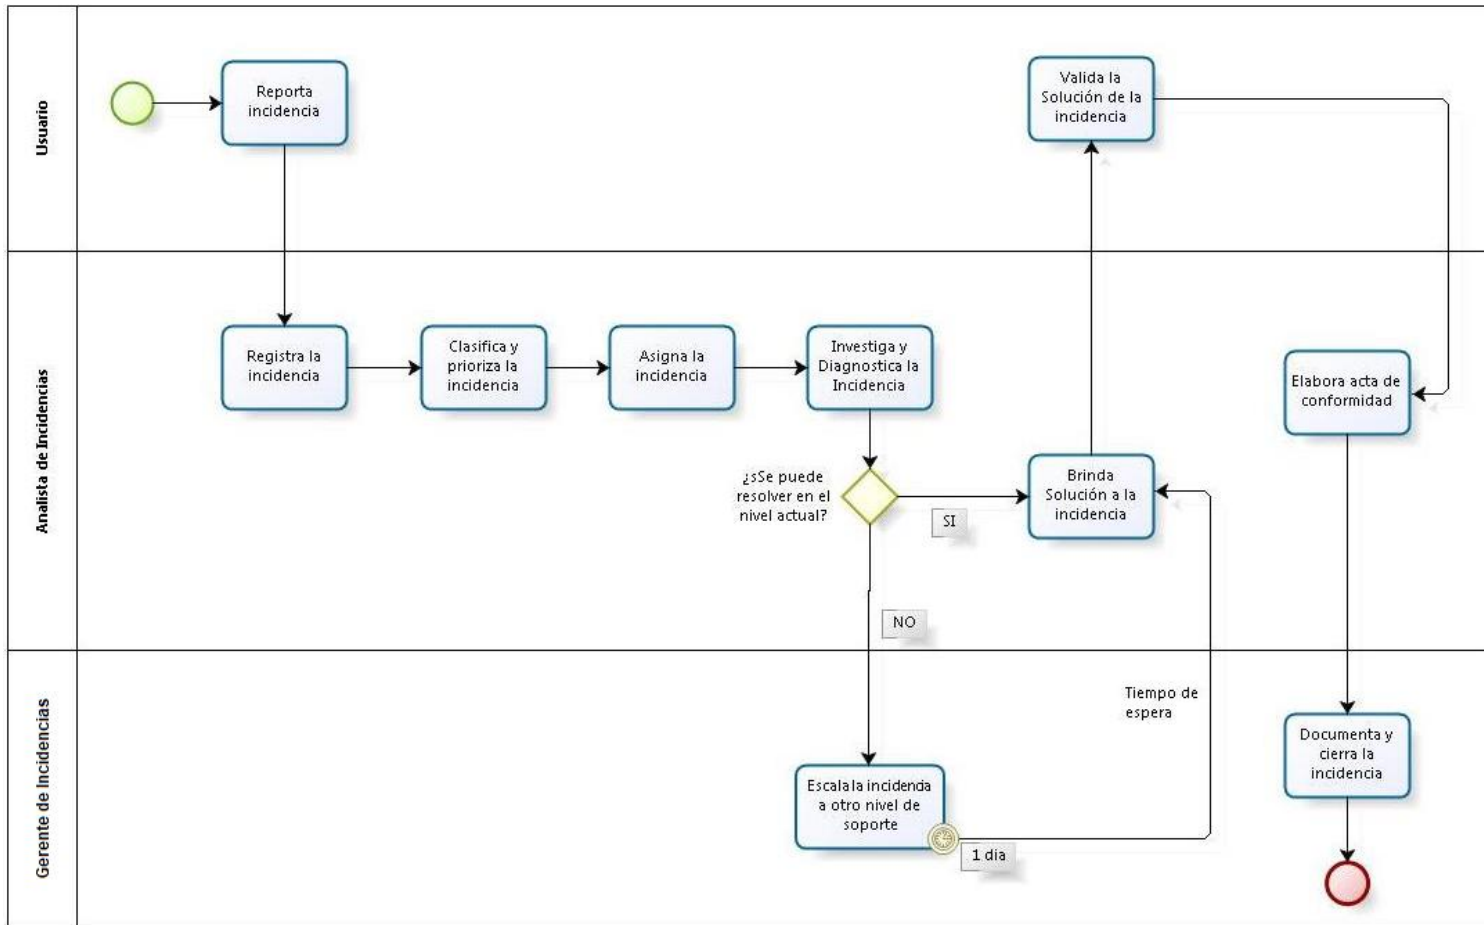 Usuario
Reporta
incidencia
Valida la
Solución de la
incidencia
Analista de Incidencias
Registra la
incidencia
Clasifica y
prioriza la
incidencia
Asigna la
incidencia
Investiga y
Diagnostica la
Incidencia
¿sSe puede
resolver en el
nivel actual?
SI
NO
Brinda
Solución a la
incidencia
Elabora acta de
conformidad
Gerente de Incidencias
Escala la incidencia
a otro nivel de
soporte
1 dia
Tiempo de
espera
Documenta y
cierra la
incidencia